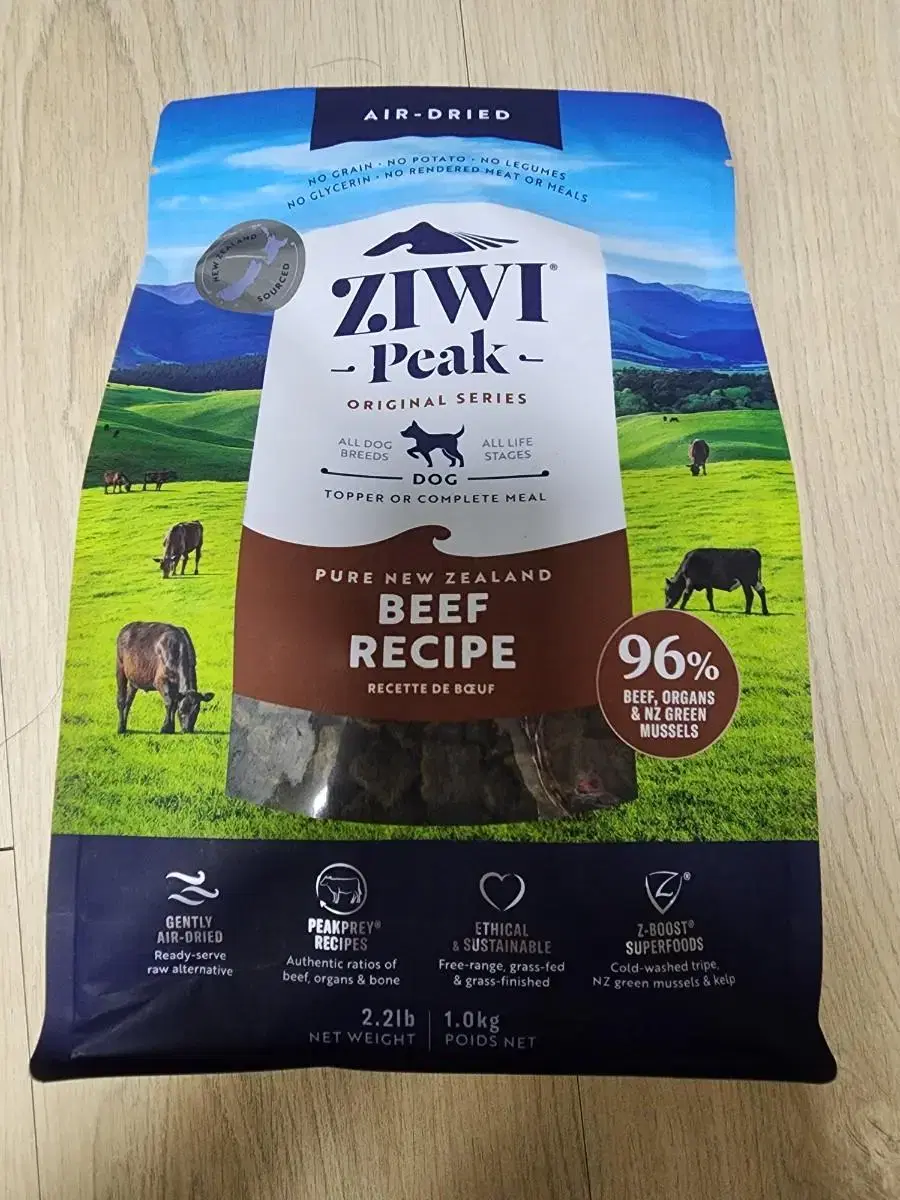 AIR-DRIED
NO GRAIN · NO POTATO · NO LEGUMES
NO GLYCERIN · NO RENDERED MEAT OR MEALS
NEW ZEALAND
SOURCED
ZIWI®
Peak
ORIGINAL SERIES
ALL DOG
BREEDS
ALL LIFE
STAGES
DOG
TOPPER OR COMPLETE MEAL
PURE NEW ZEALAND
BEEF
RECIPE
RECETTE DE BŒUF
96%
BEEF, ORGANS
& NZ GREEN
MUSSELS
GENTLY
AIR-DRIED
Ready-serve
raw alternative
PEAKPREY®
RECIPES
Authentic ratios of
beef, organs & bone
ETHICAL
& SUSTAINABLE
Free-range, grass-fed
& grass-finished
Z®
Z-BOOST®
SUPERFOODS
Cold-washed tripe,
NZ green mussels & kelp
2.2lb
NET WEIGHT
1.0kg
POIDS NET